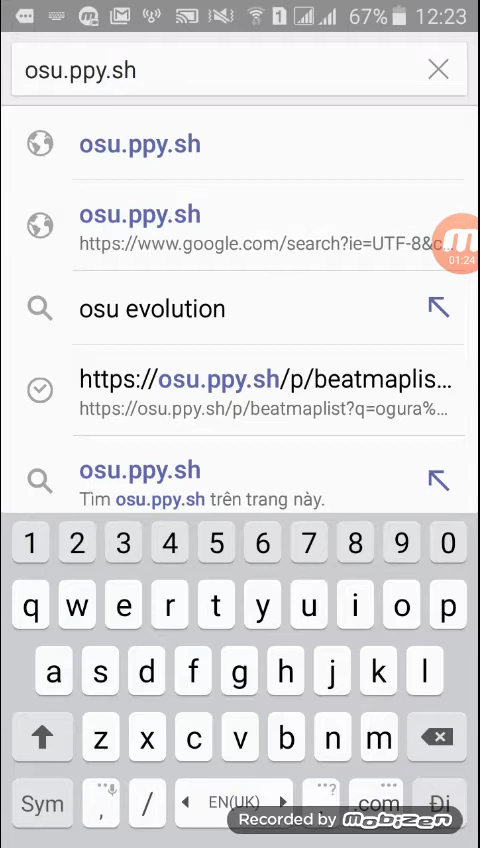 1
67%
12:23
osu.ppy.sh
osu.ppy.sh
osu.ppy.sh
https://www.google.com/search?ie=UTF-8&c...
01:24
osu evolution
https://osu.ppy.sh/p/beatmaplis...
https://osu.ppy.sh/p/beatmaplist?q=ogura%...
osu.ppy.sh
Tìm osu.ppy.sh trên trang này.
1 2 3 4 5 6 7 8 9 0
q w e r t y u i o p
a s d f g h j k l
z x c v b n m
Sym , / EN(UK) ? .com Đi
Recorded by mobizen